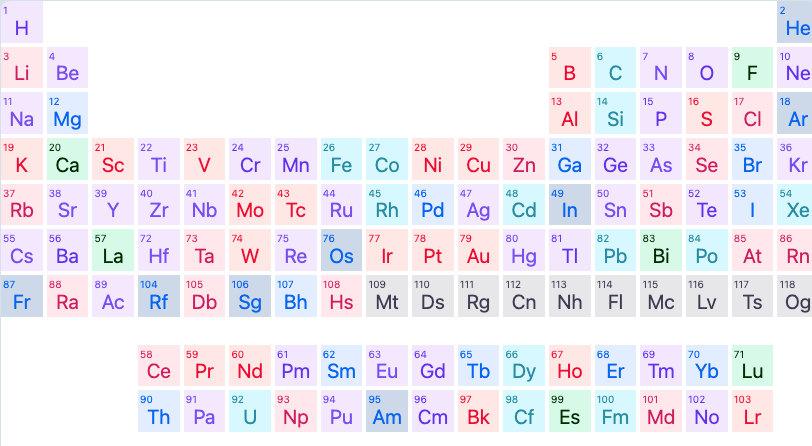 1 2
H He
3 4 5 6 7 8 9 10
Li Be B C N O F Ne
11 12 13 14 15 16 17 18
Na Mg Al Si P S Cl Ar
19 20 21 22 23 24 25 26 27 28 29 30 31 32 33 34 35 36
K Ca Sc Ti V Cr Mn Fe Co Ni Cu Zn Ga Ge As Se Br Kr
37 38 39 40 41 42 43 44 45 46 47 48 49 50 51 52 53 54
Rb Sr Y Zr Nb Mo Tc Ru Rh Pd Ag Cd In Sn Sb Te I Xe
55 56 57 72 73 74 75 76 77 78 79 80 81 82 83 84 85 86
Cs Ba La Hf Ta W Re Os Ir Pt Au Hg Tl Pb Bi Po At Rn
87 88 89 104 105 106 107 108 109 110 111 112 113 114 115 116 117 118
Fr Ra Ac Rf Db Sg Bh Hs Mt Ds Rg Cn Nh Fl Mc Lv Ts Og
58 59 60 61 62 63 64 65 66 67 68 69 70 71
Ce Pr Nd Pm Sm Eu Gd Tb Dy Ho Er Tm Yb Lu
90 91 92 93 94 95 96 97 98 99 100 101 102 103
Th Pa U Np Pu Am Cm Bk Cf Es Fm Md No Lr